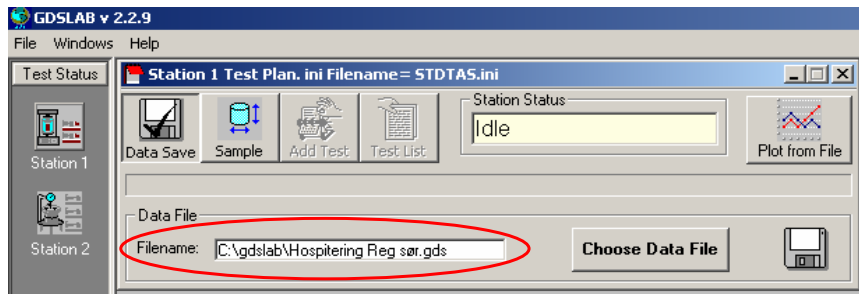 GDSLAB v 2.2.9
File Windows Help
Test Status
Station 1 Test Plan. ini Filename= STDTAS.ini
Station 1
Station 2
Data Save
Sample
Add Test
Test List
Station Status
Idle
Plot from File
Data File
Filename: C:\gdslab\Hospitering Reg sør.gds
Choose Data File